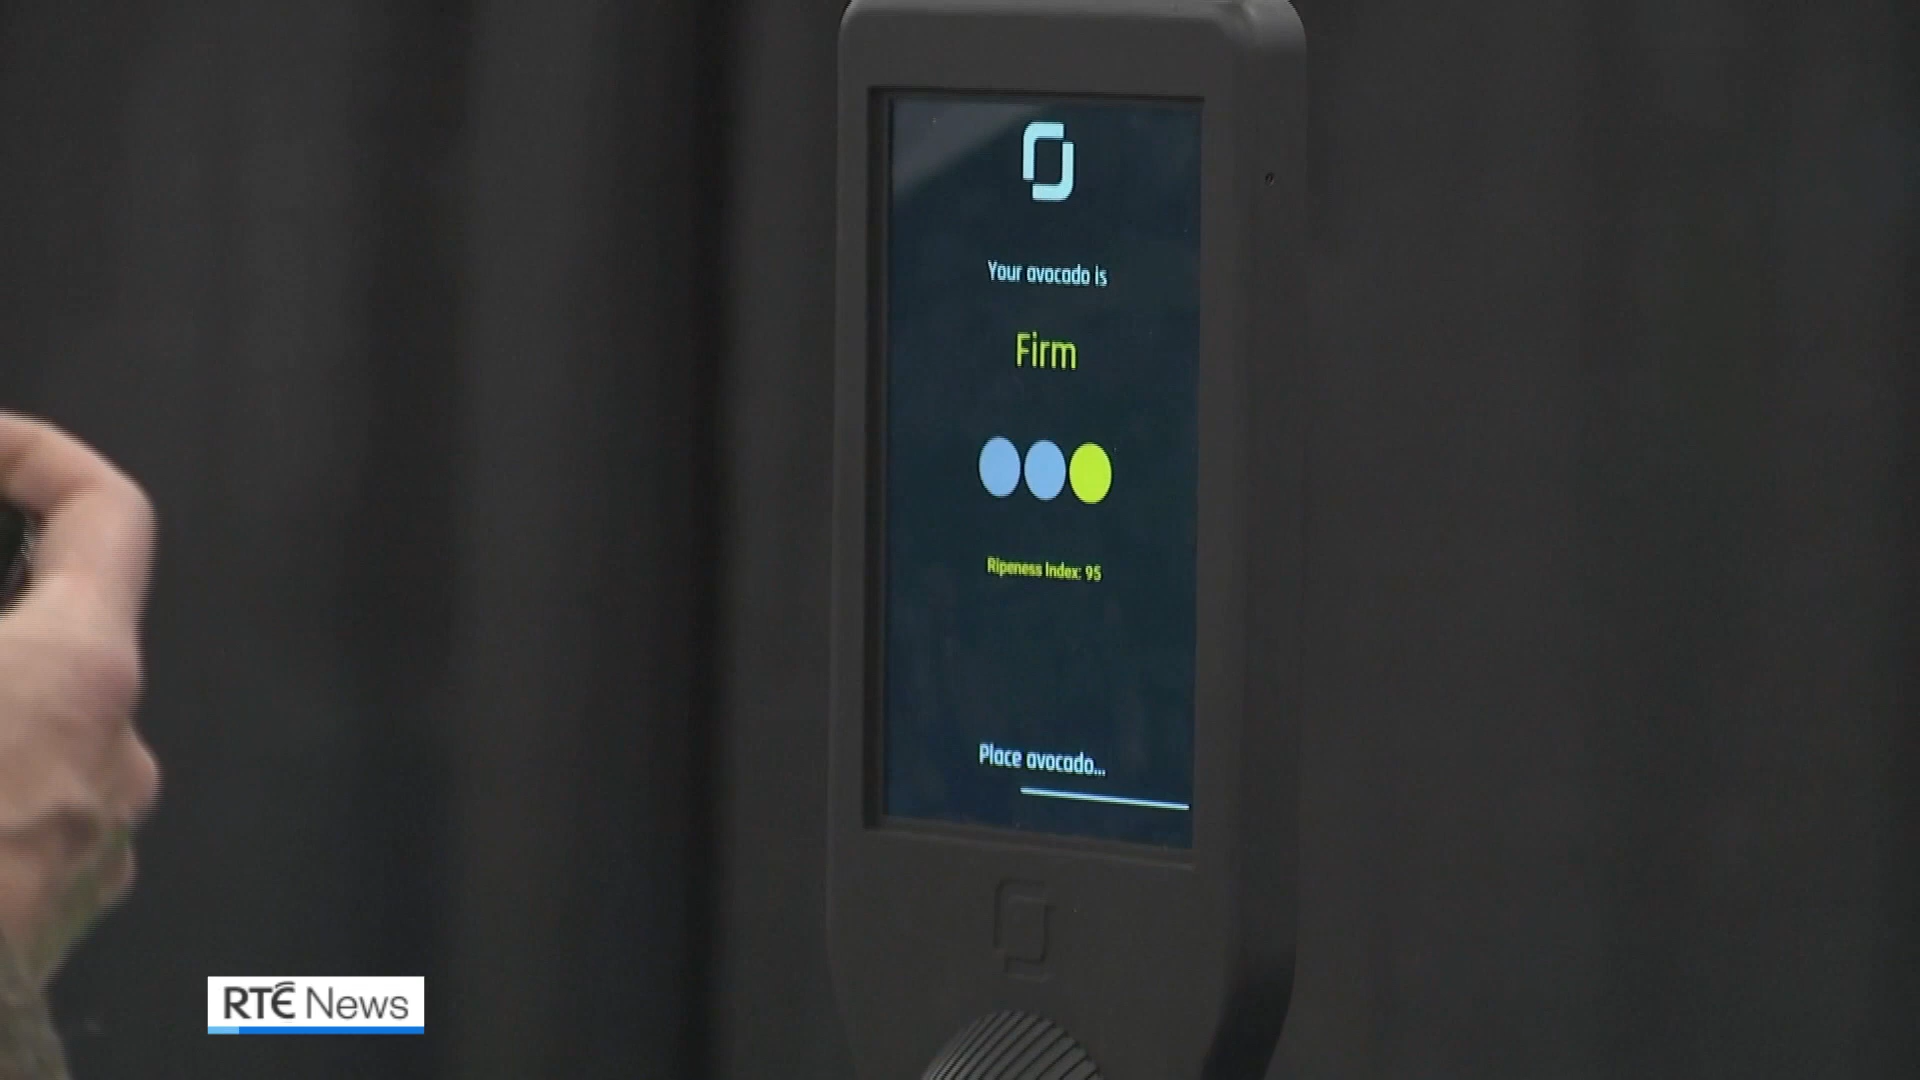 Your avocado is
Firm
Ripeness Index: 95
Place avocado...
RTÉ News